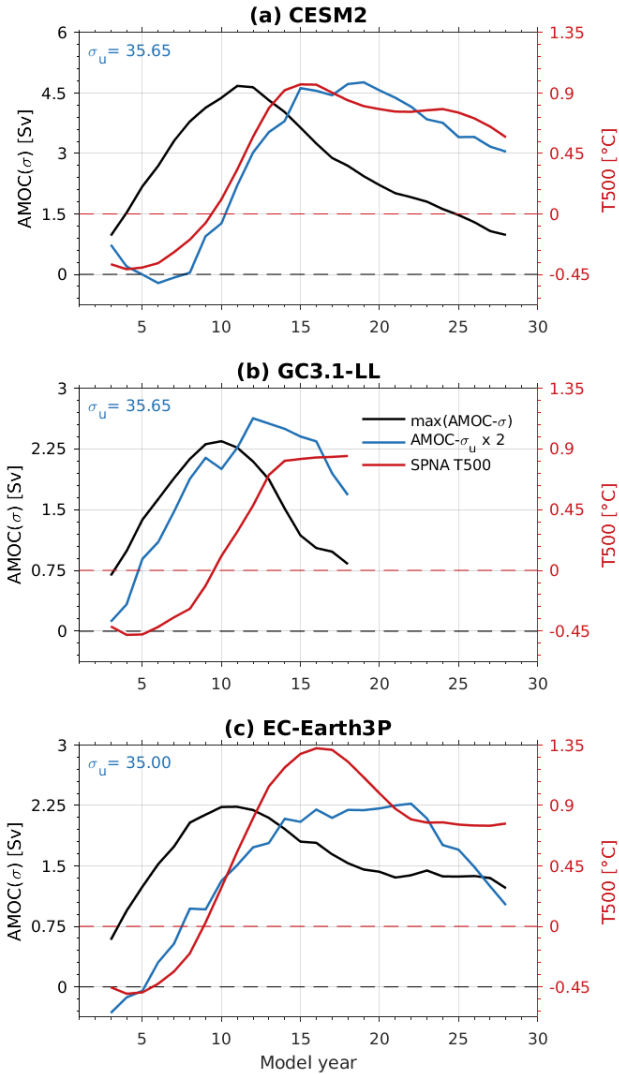 (a) CESM2
σu= 35.65
AMOC(σ) [Sv]
6
4.5
3
1.5
0
T500 [°C]
1.35
0.9
0.45
0
-0.45
5 10 15 20 25 30
(b) GC3.1-LL
σu= 35.65
max(AMOC-σ)
AMOC-σu x 2
SPNA T500
AMOC(σ) [Sv]
3
2.25
1.5
0.75
0
T500 [°C]
1.35
0.9
0.45
0
-0.45
5 10 15 20 25 30
(c) EC-Earth3P
σu= 35.00
AMOC(σ) [Sv]
3
2.25
1.5
0.75
0
T500 [°C]
1.35
0.9
0.45
0
-0.45
5 10 15 20 25 30
Model year